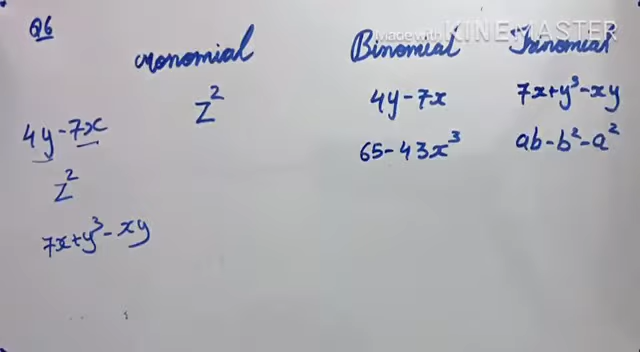 Q6
Made with KINEMASTER
monomial Binomial Trinomial
z² 4y-7x 7x+y³-xy
4y-7x 65-43x³ ab-b²-a²
z²
7x+y³-xy